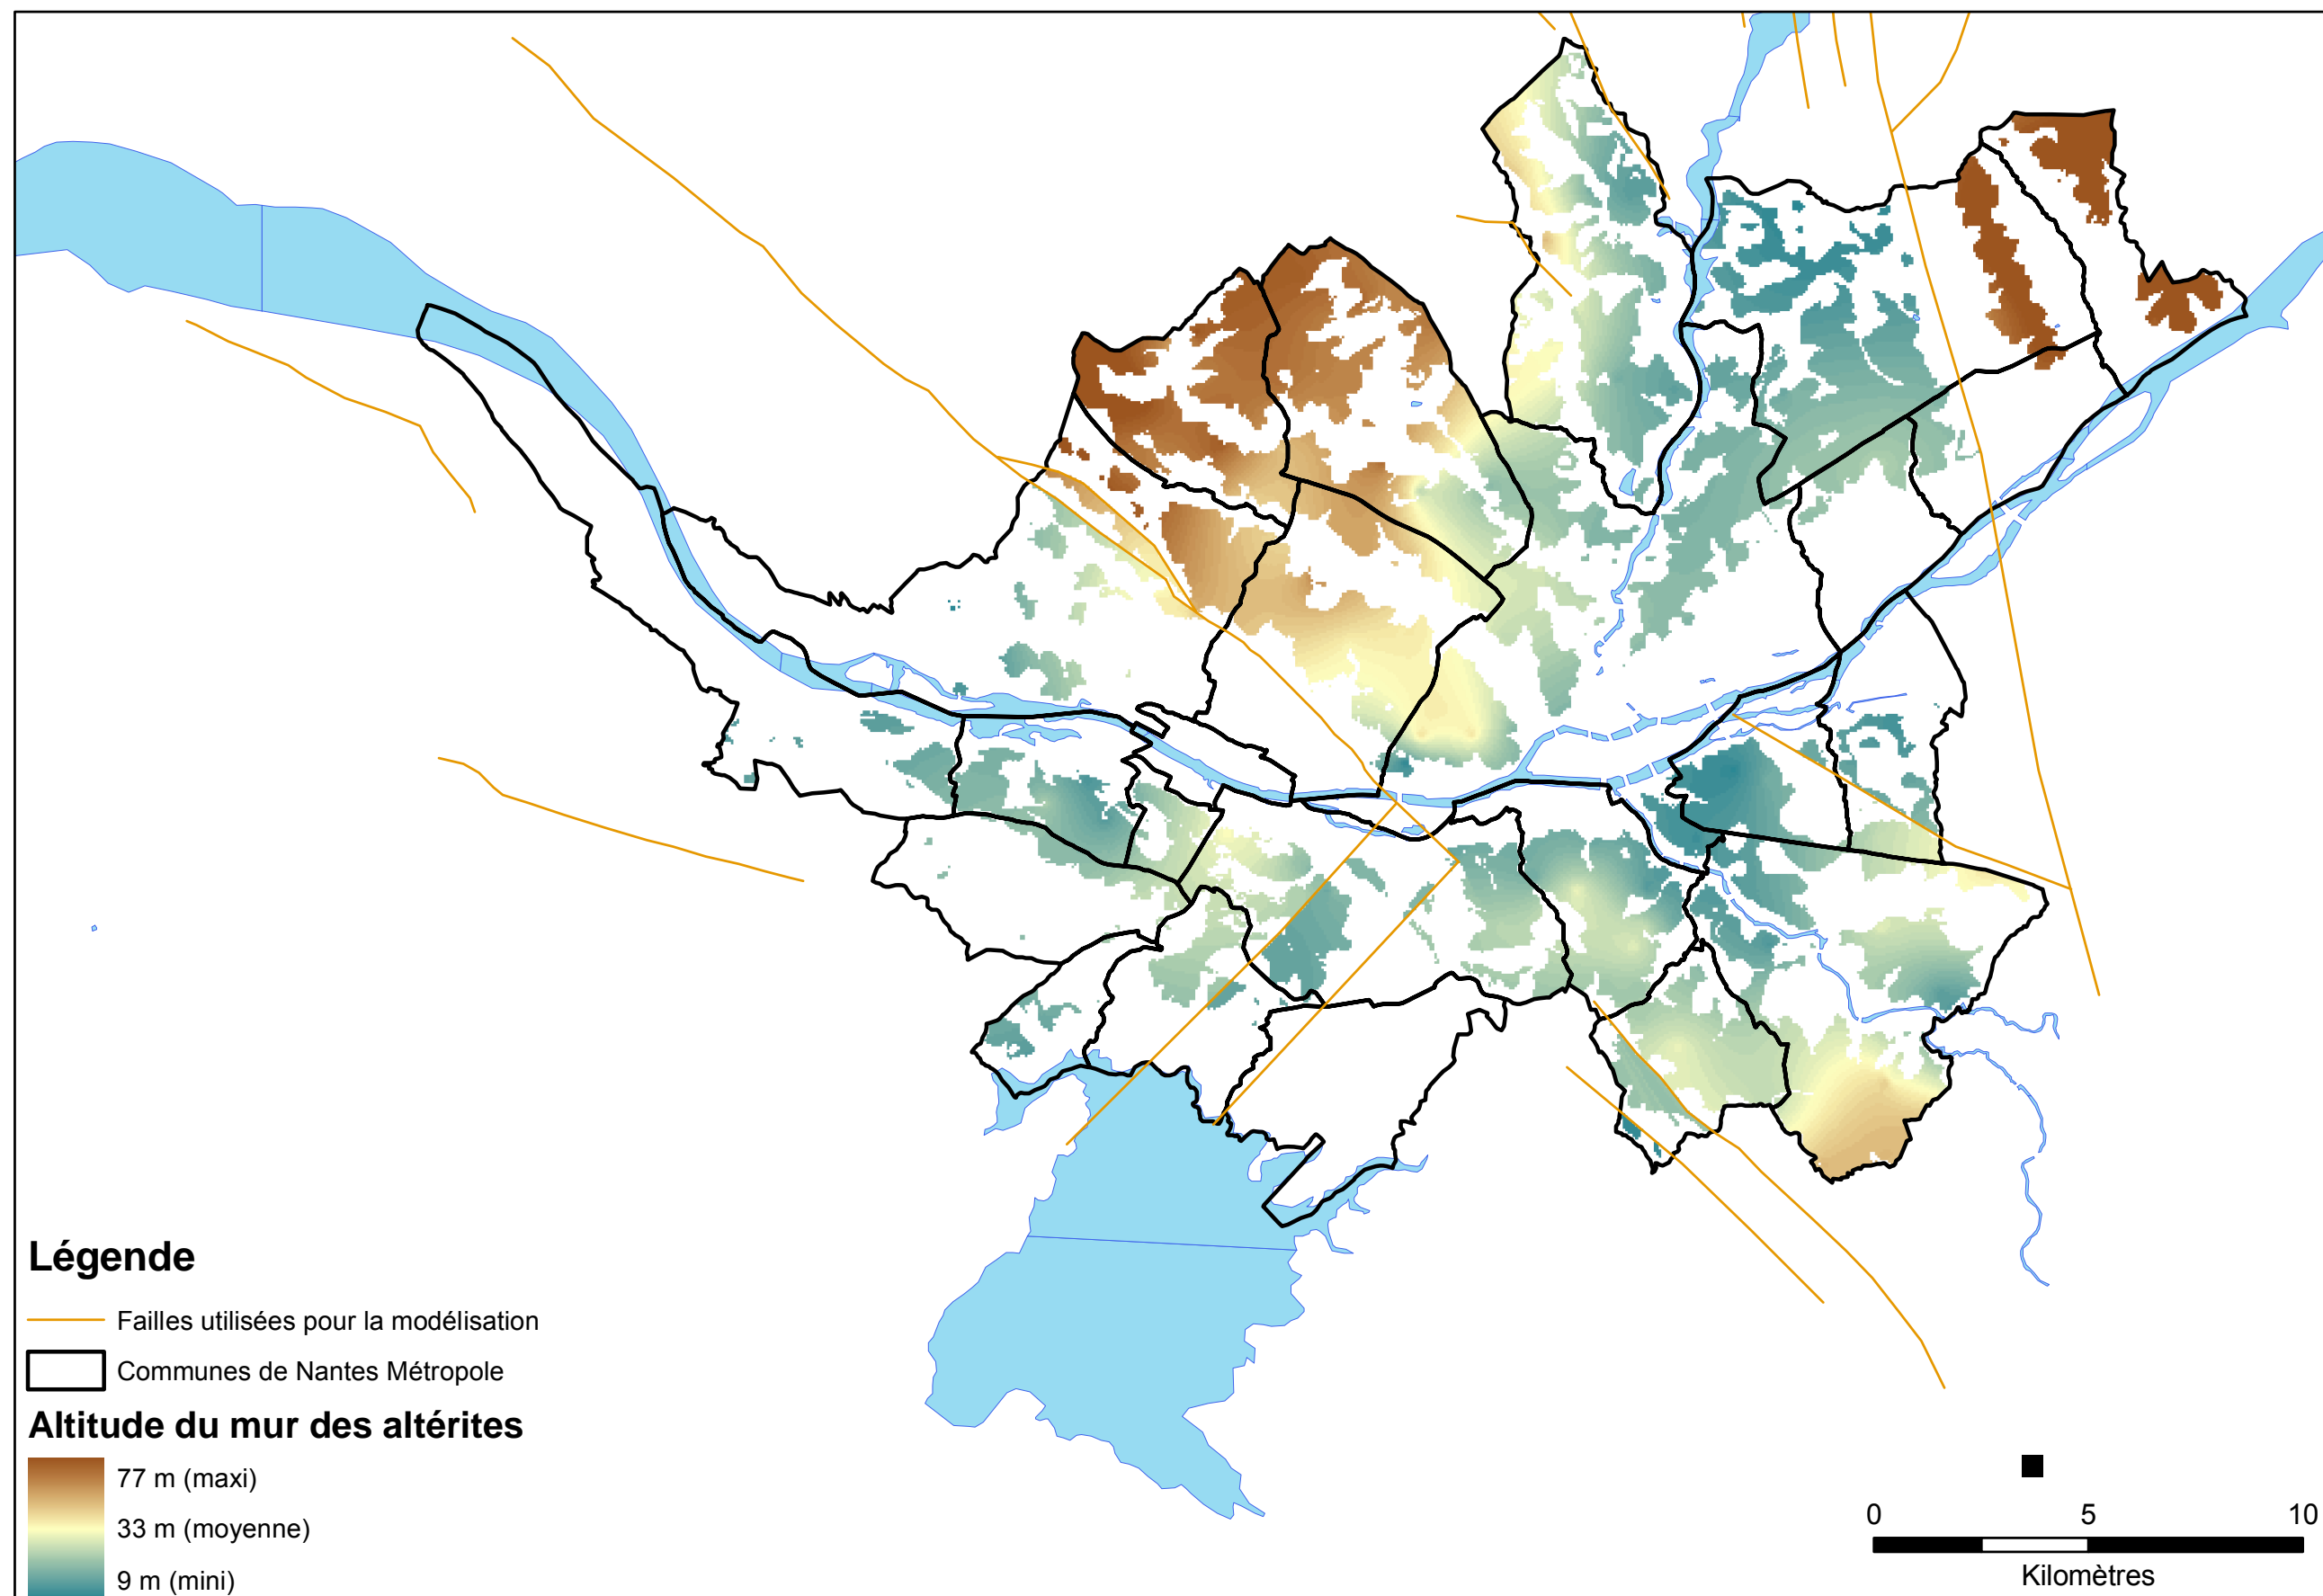 Légende
Failles utilisées pour la modélisation
Communes de Nantes Métropole
Altitude du mur des altérites
77 m (maxi)
33 m (moyenne)
9 m (mini)
0 5 10
Kilomètres